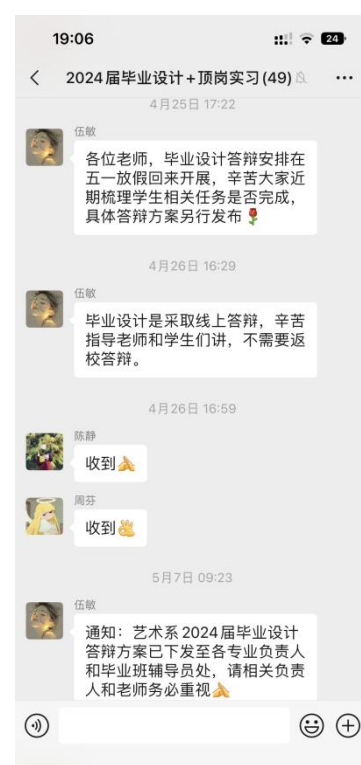 19:06
24
2024届毕业设计+顶岗实习(49)
4月25日 17:22
伍敏
各位老师，毕业设计答辩安排在
五一放假回来开展，辛苦大家近
期梳理学生相关任务是否完成，
具体答辩方案另行发布🌹
4月26日 16:29
伍敏
毕业设计是采取线上答辩，辛苦
指导老师和学生们讲，不需要返
校答辩。
4月26日 16:59
陈静
收到🙏
周芬
收到👌
5月7日 09:23
伍敏
通知：艺术系2024届毕业设计
答辩方案已下发至各专业负责人
和毕业班辅导员处，请相关负责
人和老师务必重视🙏